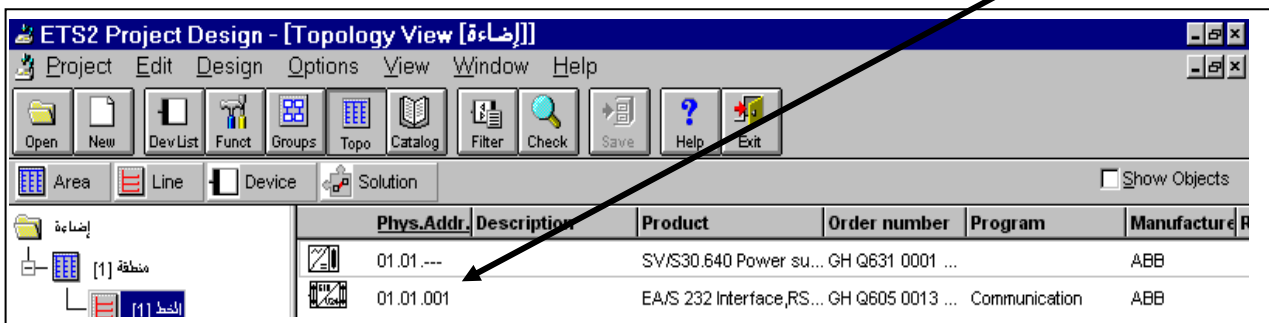 ETS2 Project Design - [Topology View [إضاءة]]
Project Edit Design Options View Window Help
Open New Dev List Funct Groups Topo Catalog Filter Check Save Help Exit
Area Line Device Solution Show Objects
إضاءة
منطقة [1]
الخط [1]
Phys.Addr. Description Product Order number Program Manufacture R
01.01.--- SV/S30.640 Power su... GH Q631 0001 ... ABB
01.01.001 EA/S 232 Interface,RS... GH Q605 0013 ... Communication ABB